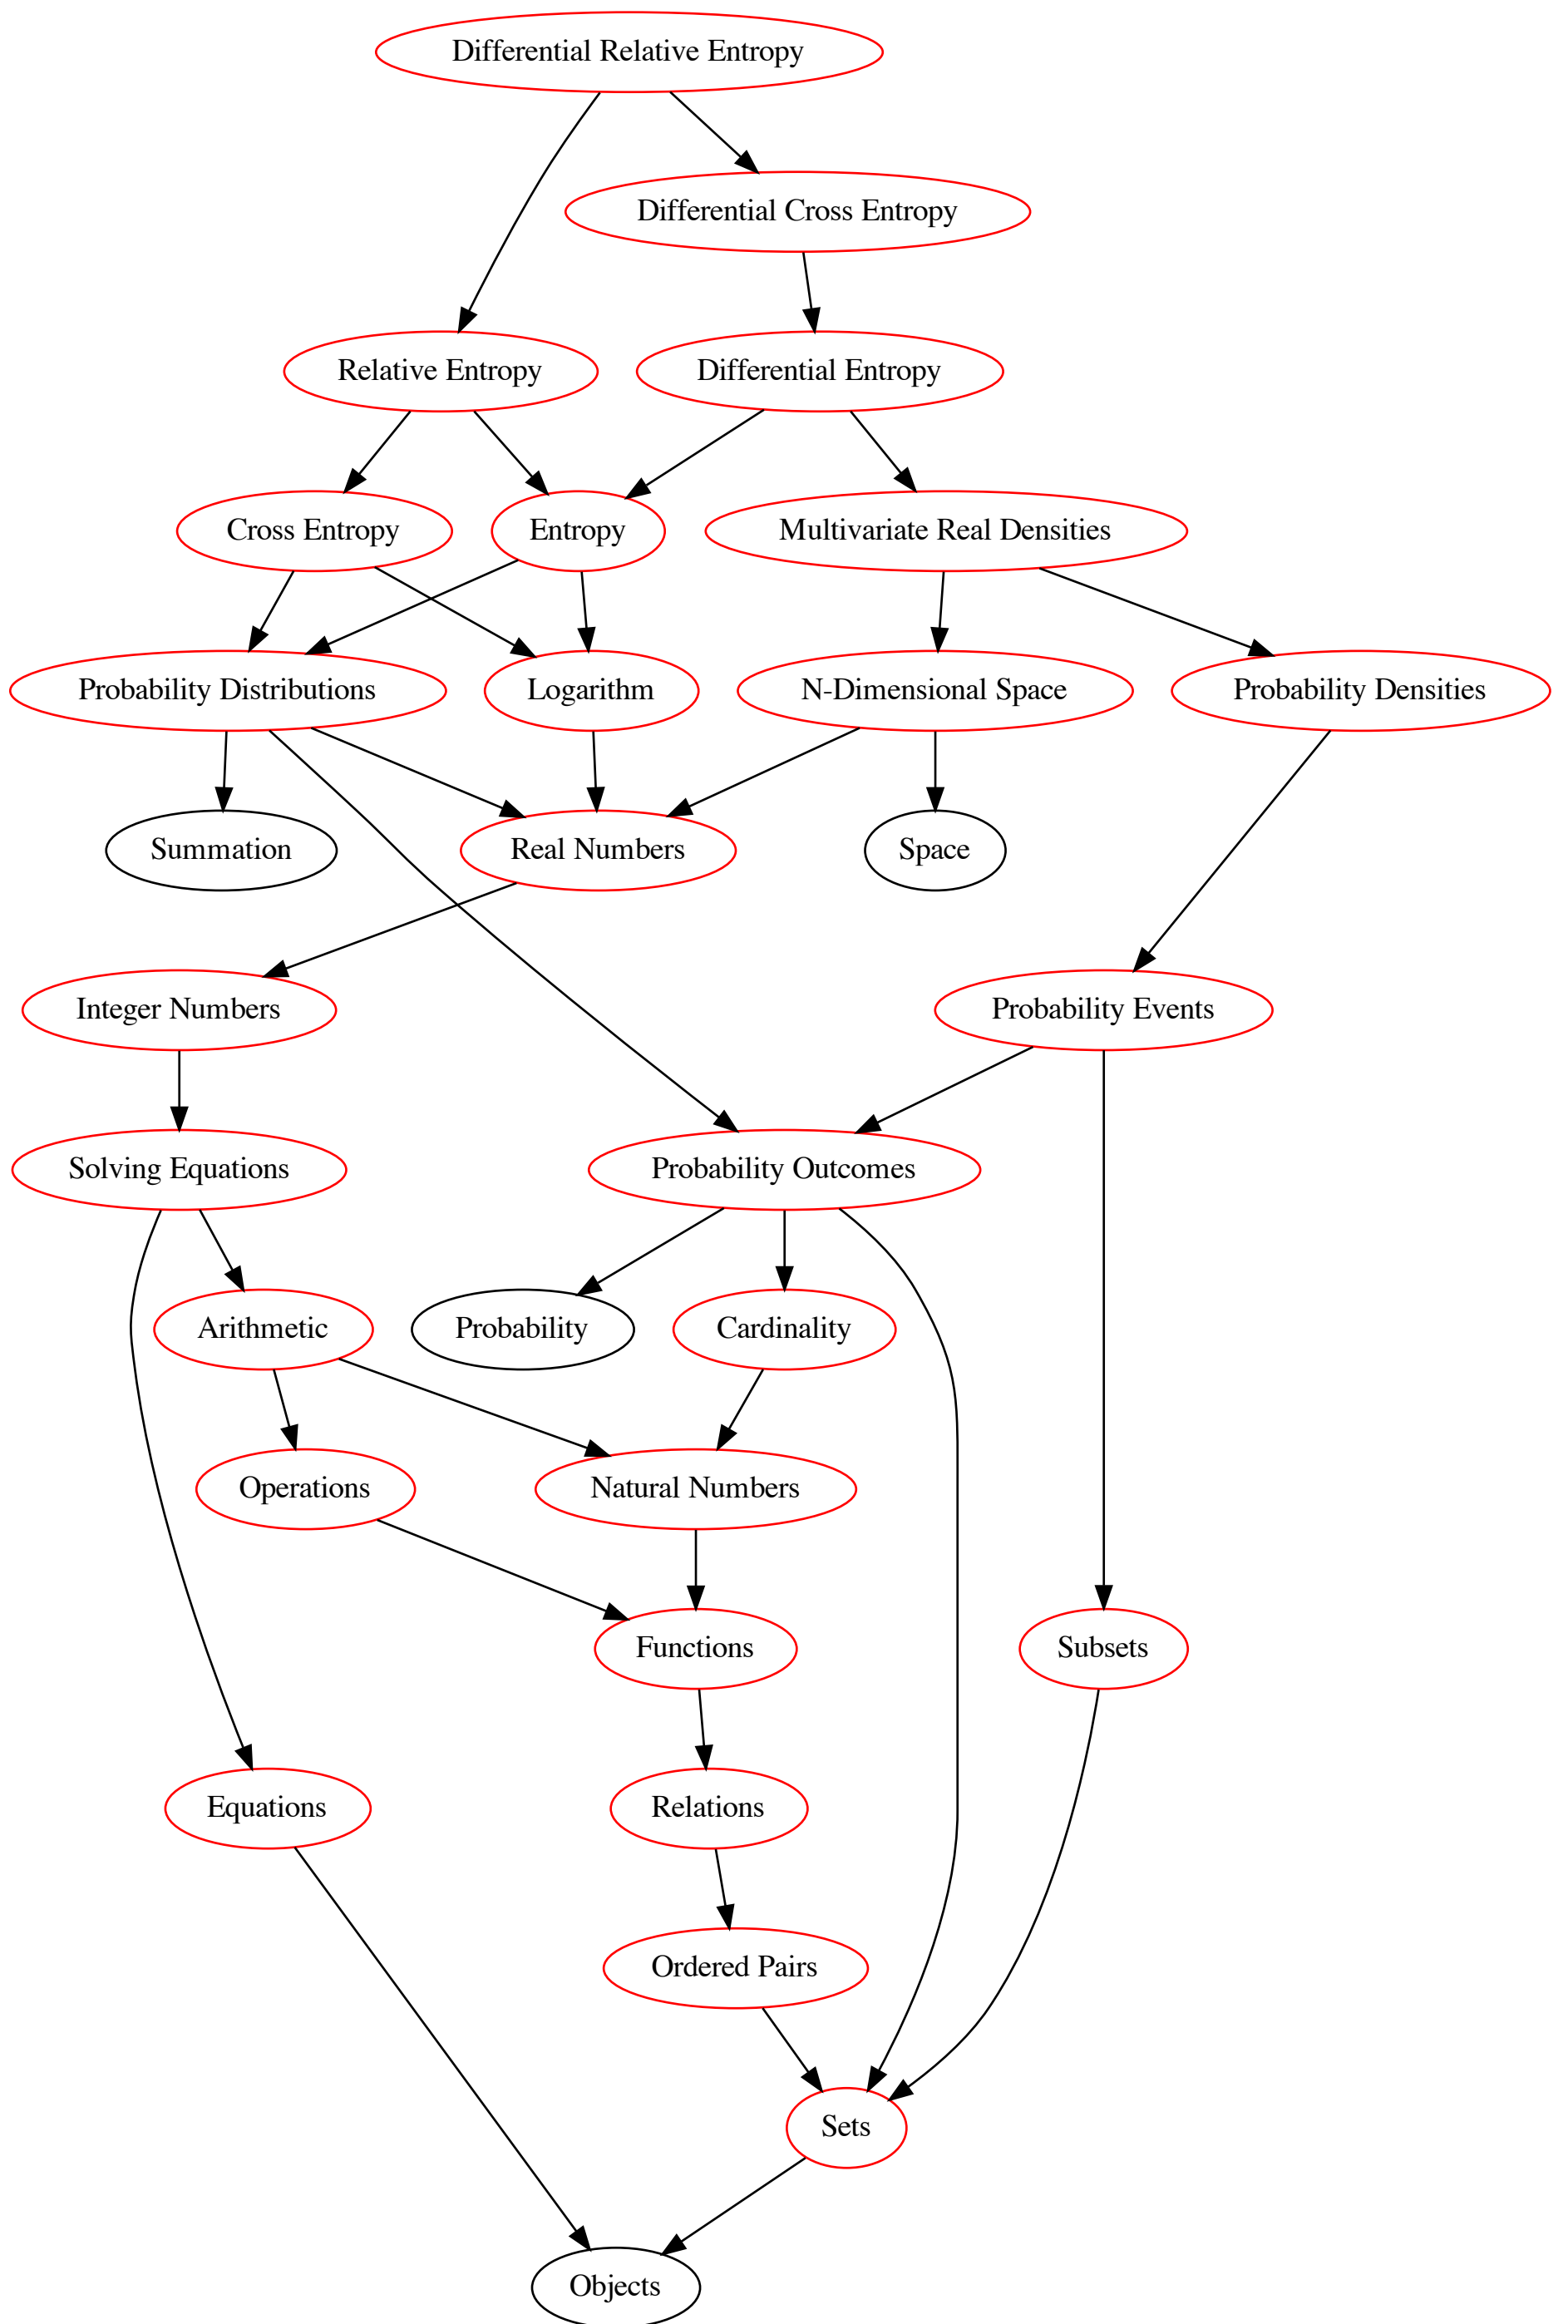 Differential Relative Entropy
Differential Cross Entropy
Relative Entropy
Differential Entropy
Cross Entropy
Entropy
Multivariate Real Densities
Probability Distributions
Logarithm
N-Dimensional Space
Probability Densities
Summation
Real Numbers
Space
Integer Numbers
Probability Events
Solving Equations
Probability Outcomes
Arithmetic
Probability
Cardinality
Operations
Natural Numbers
Functions
Subsets
Equations
Relations
Ordered Pairs
Sets
Objects